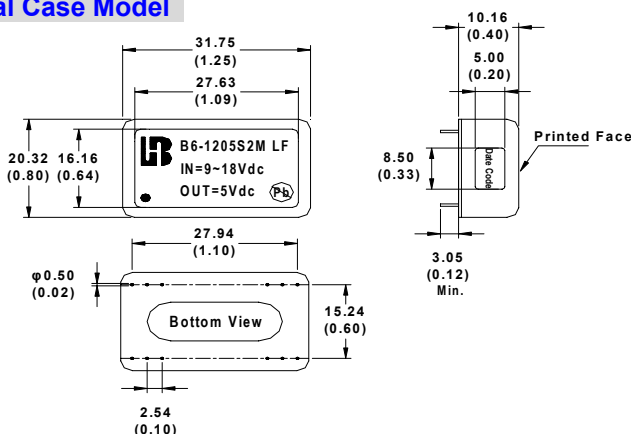 al Case Model
31.75
(1.25)
27.63
(1.09)
20.32
(0.80)
16.16
(0.64)
B6-1205S2M LF
IN=9~18Vdc
OUT=5Vdc
Pb
10.16
(0.40)
5.00
(0.20)
8.50
(0.33)
Date Code
Printed Face
3.05
(0.12)
Min.
27.94
(1.10)
φ0.50
(0.02)
Bottom View
15.24
(0.60)
2.54
(0.10)